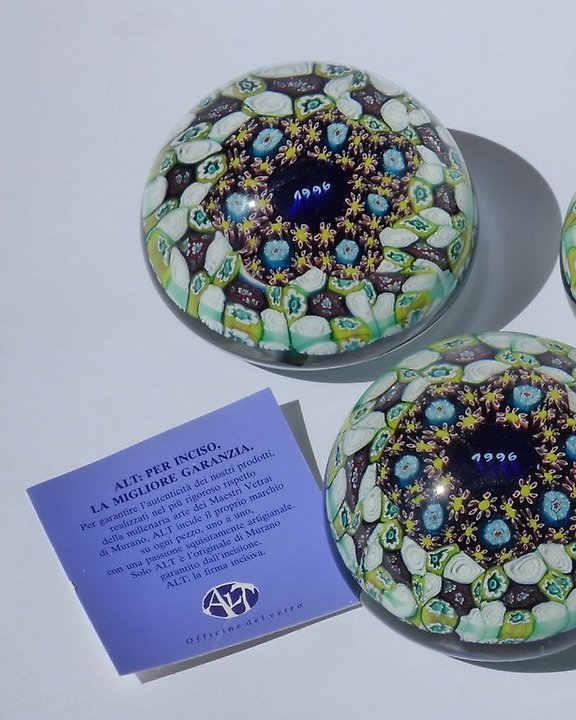 1996
1996
ALT: PER INCISO,
LA MIGLIORE GARANZIA.
Per garantire l'autenticità dei nostri prodotti,
realizzati nel più rigoroso rispetto
della millenaria arte dei Maestri Vetrai
di Murano, ALT incide il proprio marchio
su ogni pezzo, uno a uno,
con una passione squisitamente artigianale.
Solo ALT è l'originale di Murano
garantito dall'incisione.
ALT: la firma incisiva.
ALT
Officine del vetro